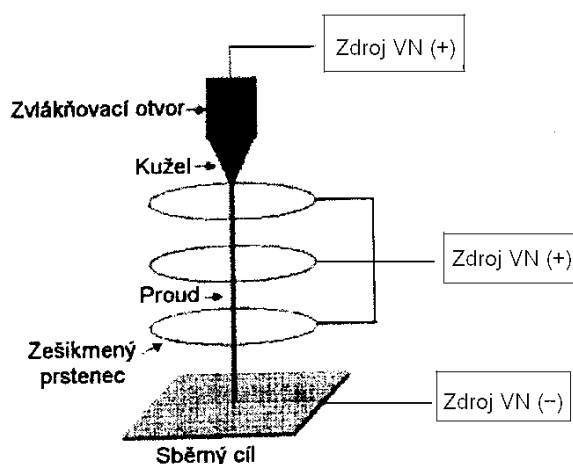 Zdroj VN (+)
Zvlákňovací otvor
Kužel
Zdroj VN (+)
Proud
Zešikmený
prstenec
Zdroj VN (--)
Sběrný cíl